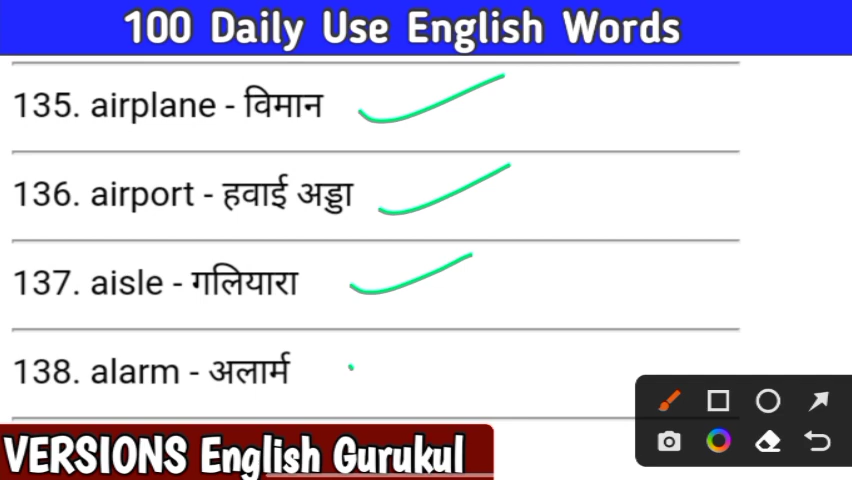 100 Daily Use English Words
135. airplane - विमान
136. airport - हवाई अड्डा
137. aisle - गलियारा
138. alarm - अलार्म
VERSIONS English Gurukul